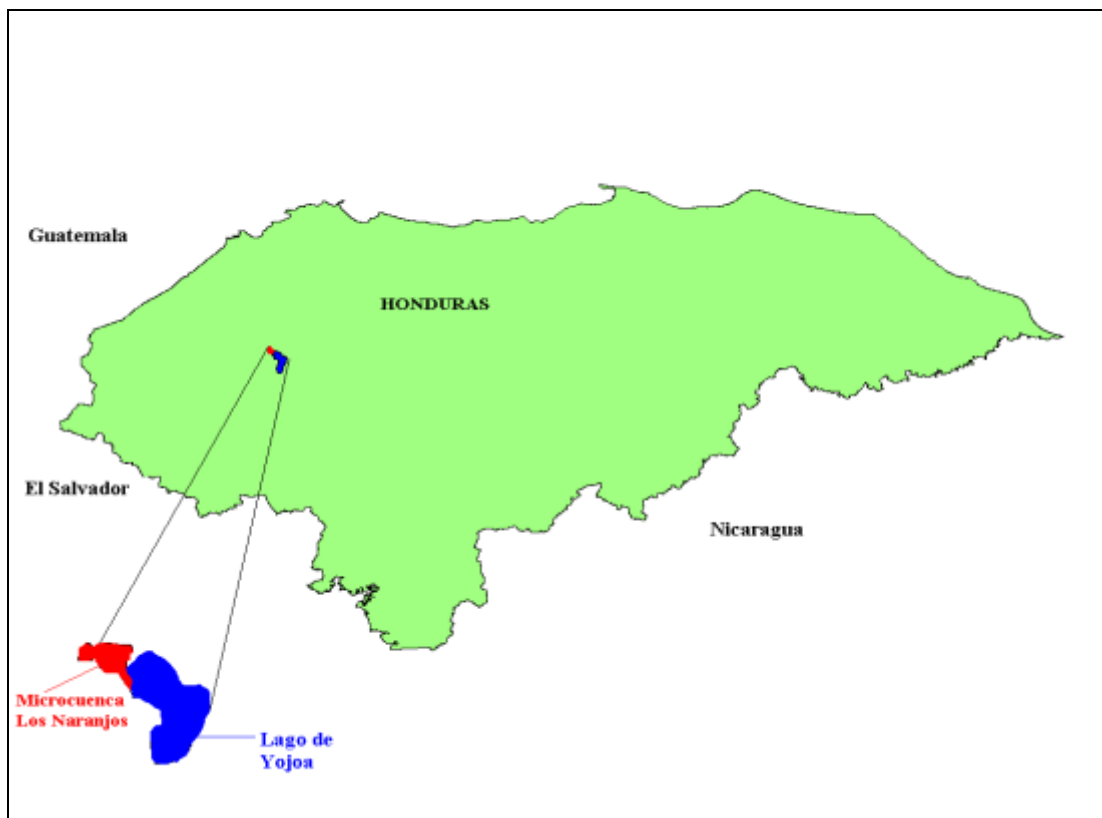 Guatemala
HONDURAS
El Salvador
Nicaragua
Microcuenca
Los Naranjos
Lago de
Yojoa